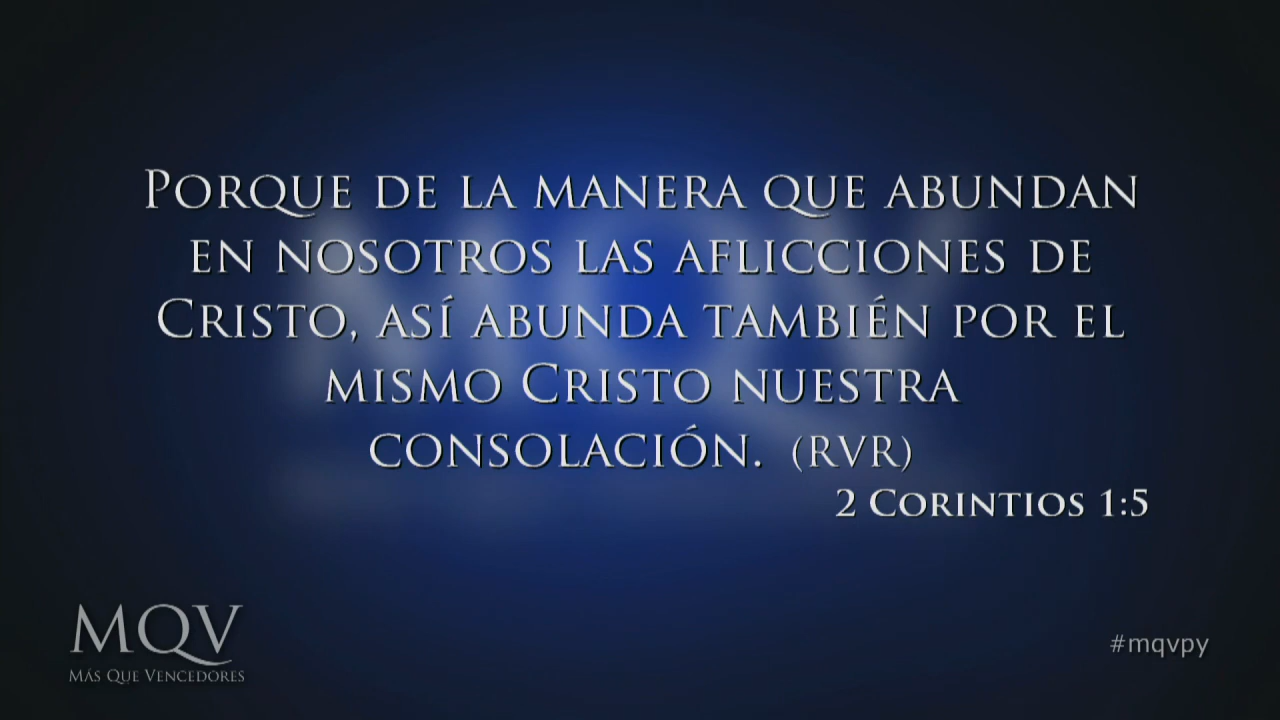 Porque de la manera que abundan
en nosotros las aflicciones de
Cristo, así abunda también por el
mismo Cristo nuestra
consolación. (RVR)
2 Corintios 1:5
MQV
Más Que Vencedores
#mqvpy